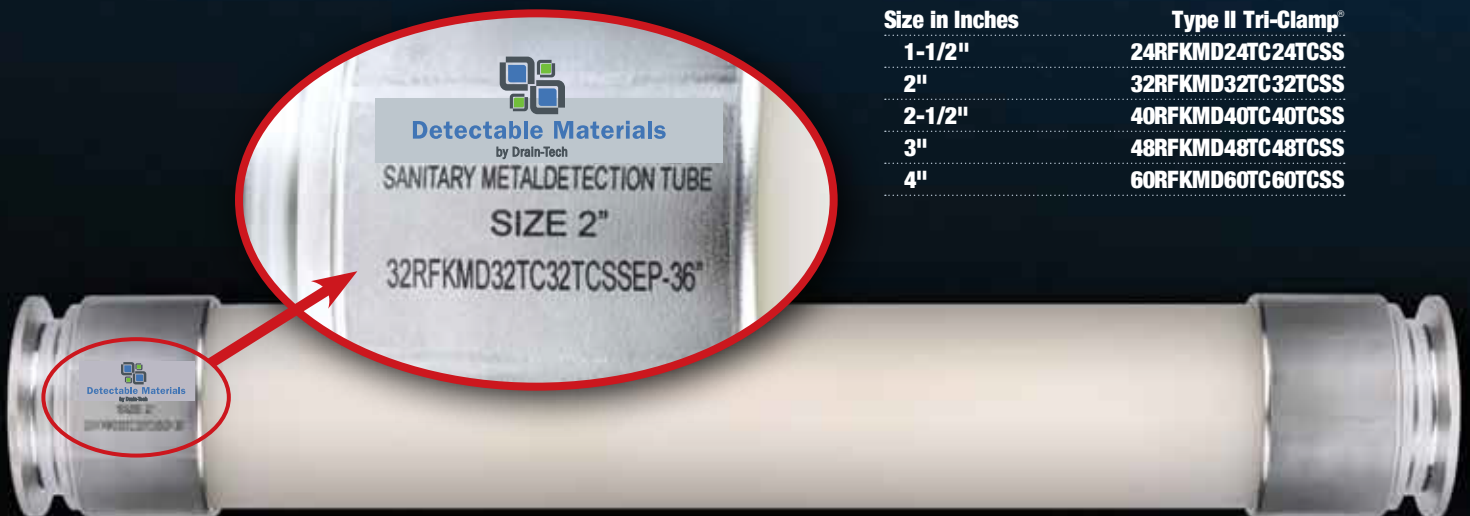 Size in Inches Type II Tri-Clamp®
1-1/2" 24RFKMD24TC24TCSS
2" 32RFKMD32TC32TCSS
2-1/2" 40RFKMD40TC40TCSS
3" 48RFKMD48TC48TCSS
4" 60RFKMD60TC60TCSS
Detectable Materials
by Drain-Tech
SANITARY METALDETECTION TUBE
SIZE 2"
32RFKMD32TC32TCSSEP-36"
Detectable Materials
by Drain-Tech
SIZE 2"